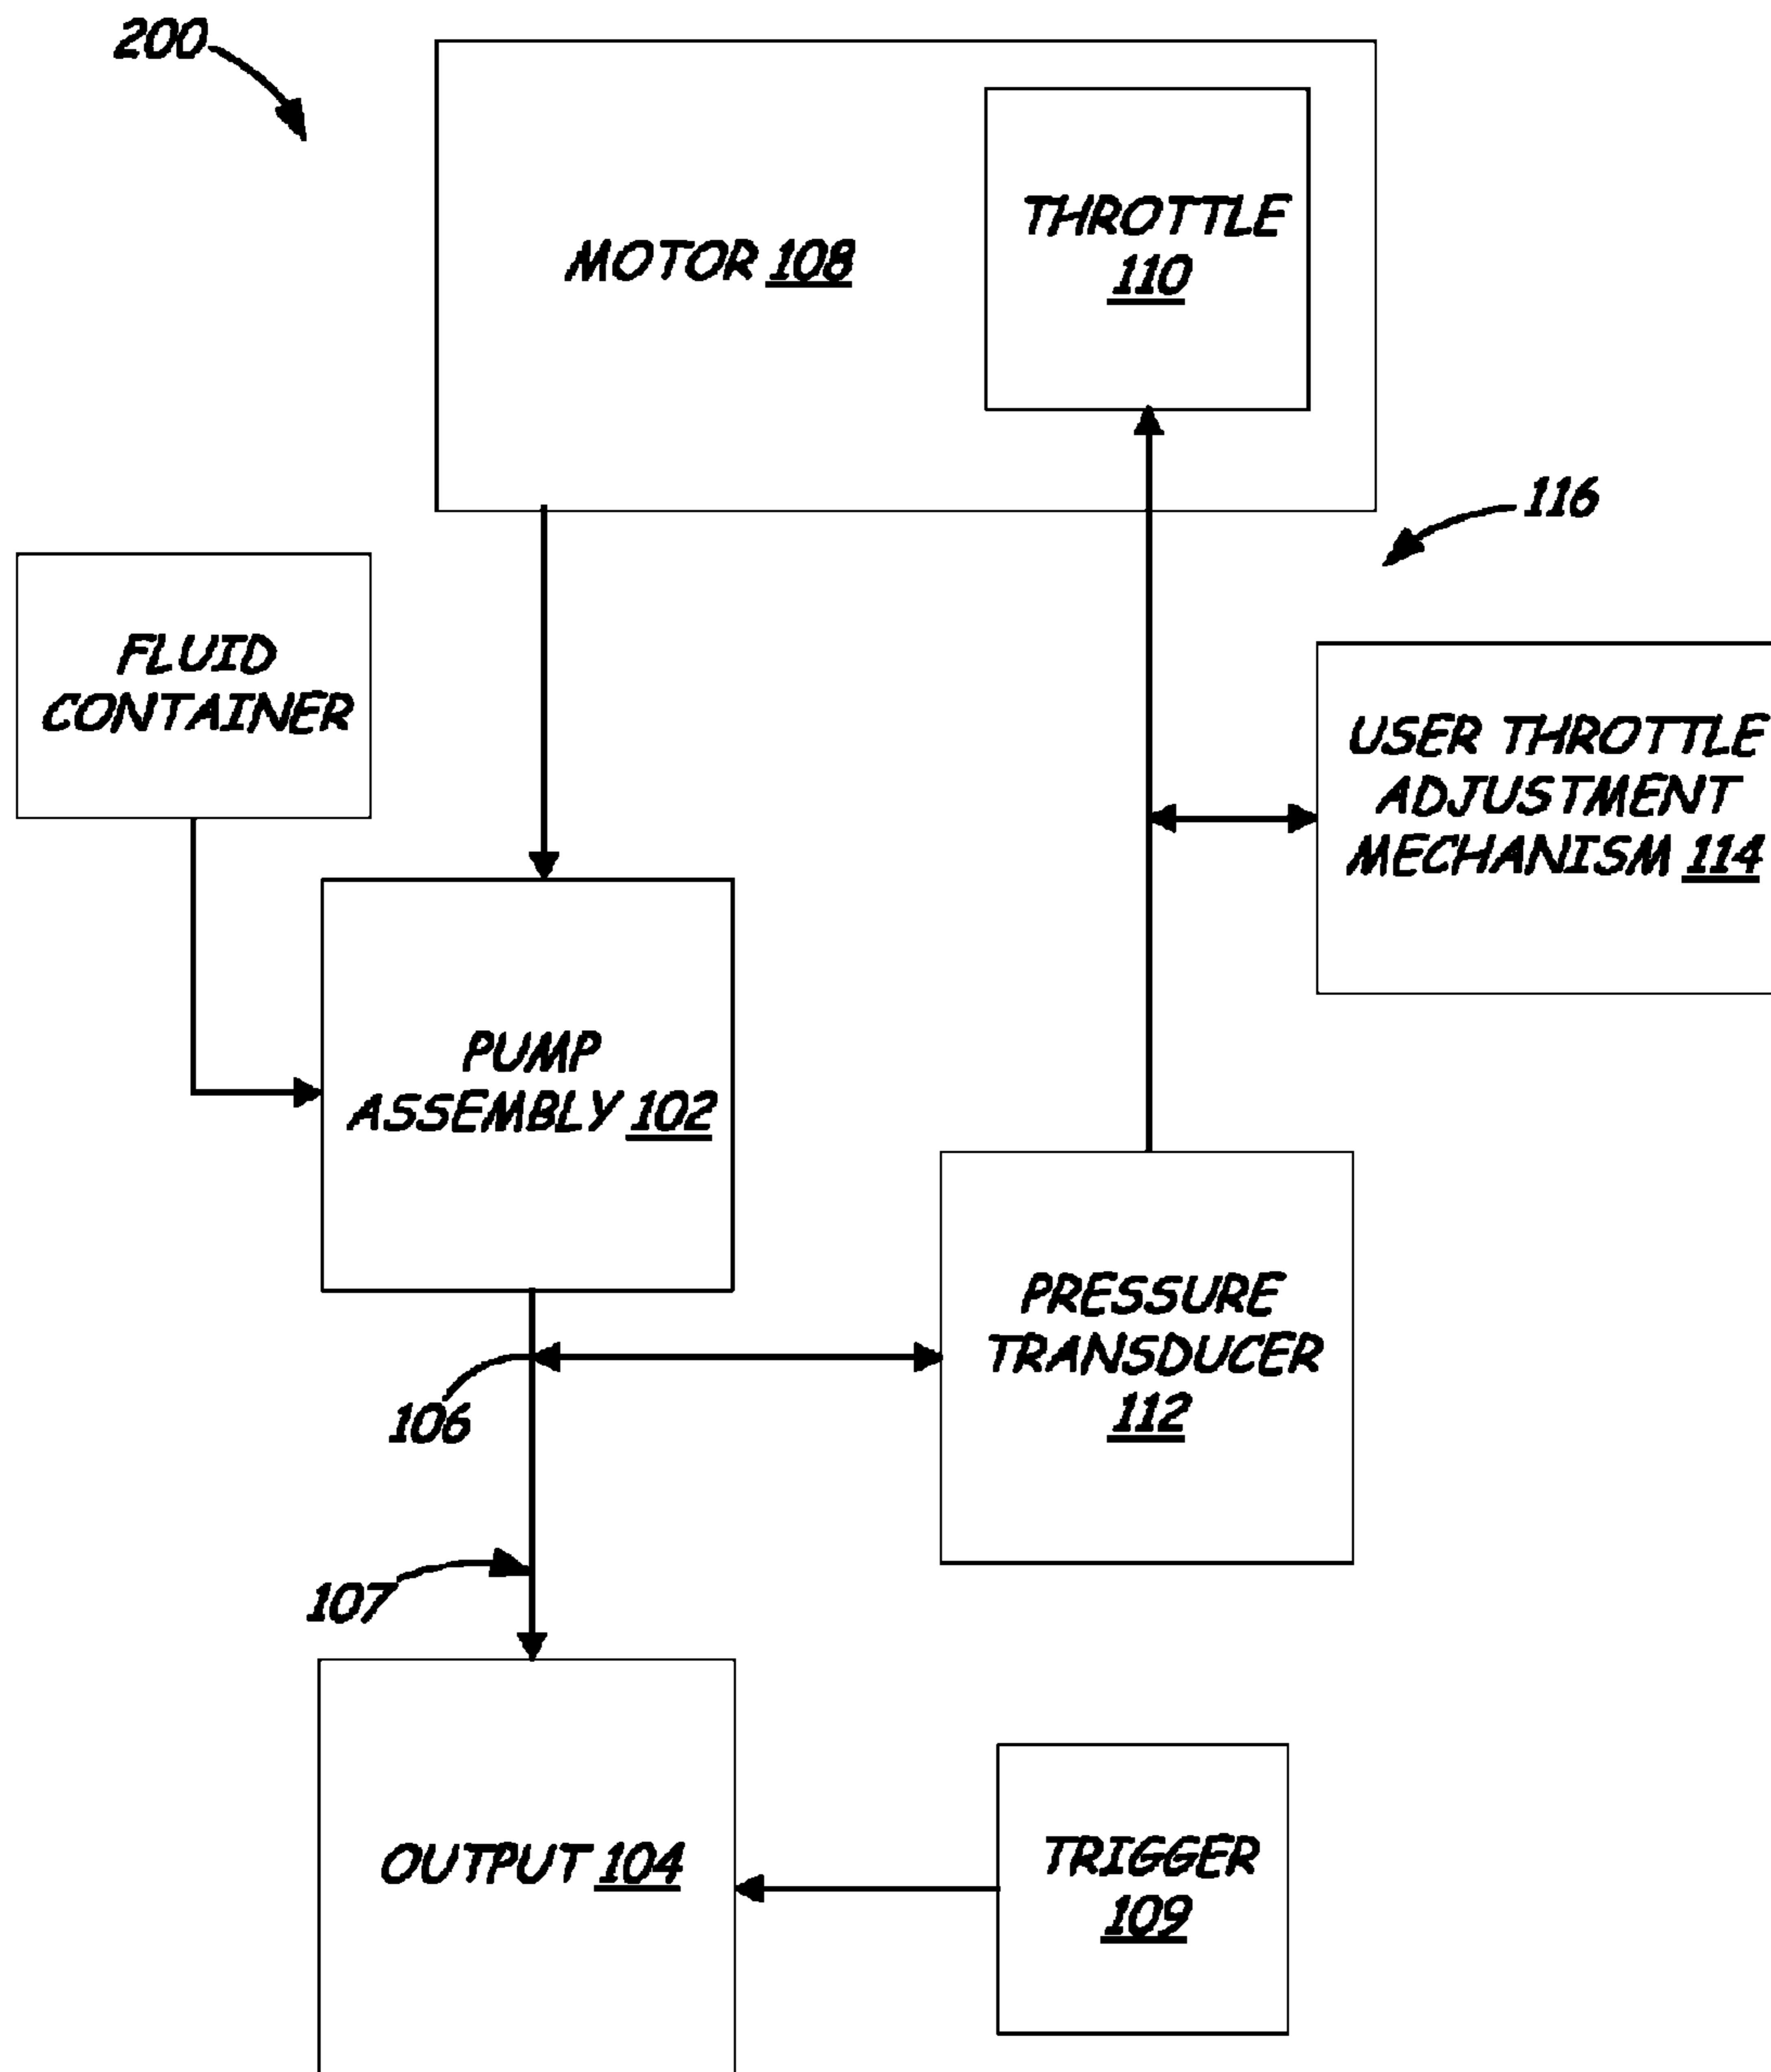 200
MOTOR 108
THROTTLE
110
116
FLUID
CONTAINER
USER THROTTLE
ADJUSTMENT
MECHANISM 114
PUMP
ASSEMBLY 102
PRESSURE
TRANSDUCER
112
106
107
OUTPUT 104
TRIGGER
109